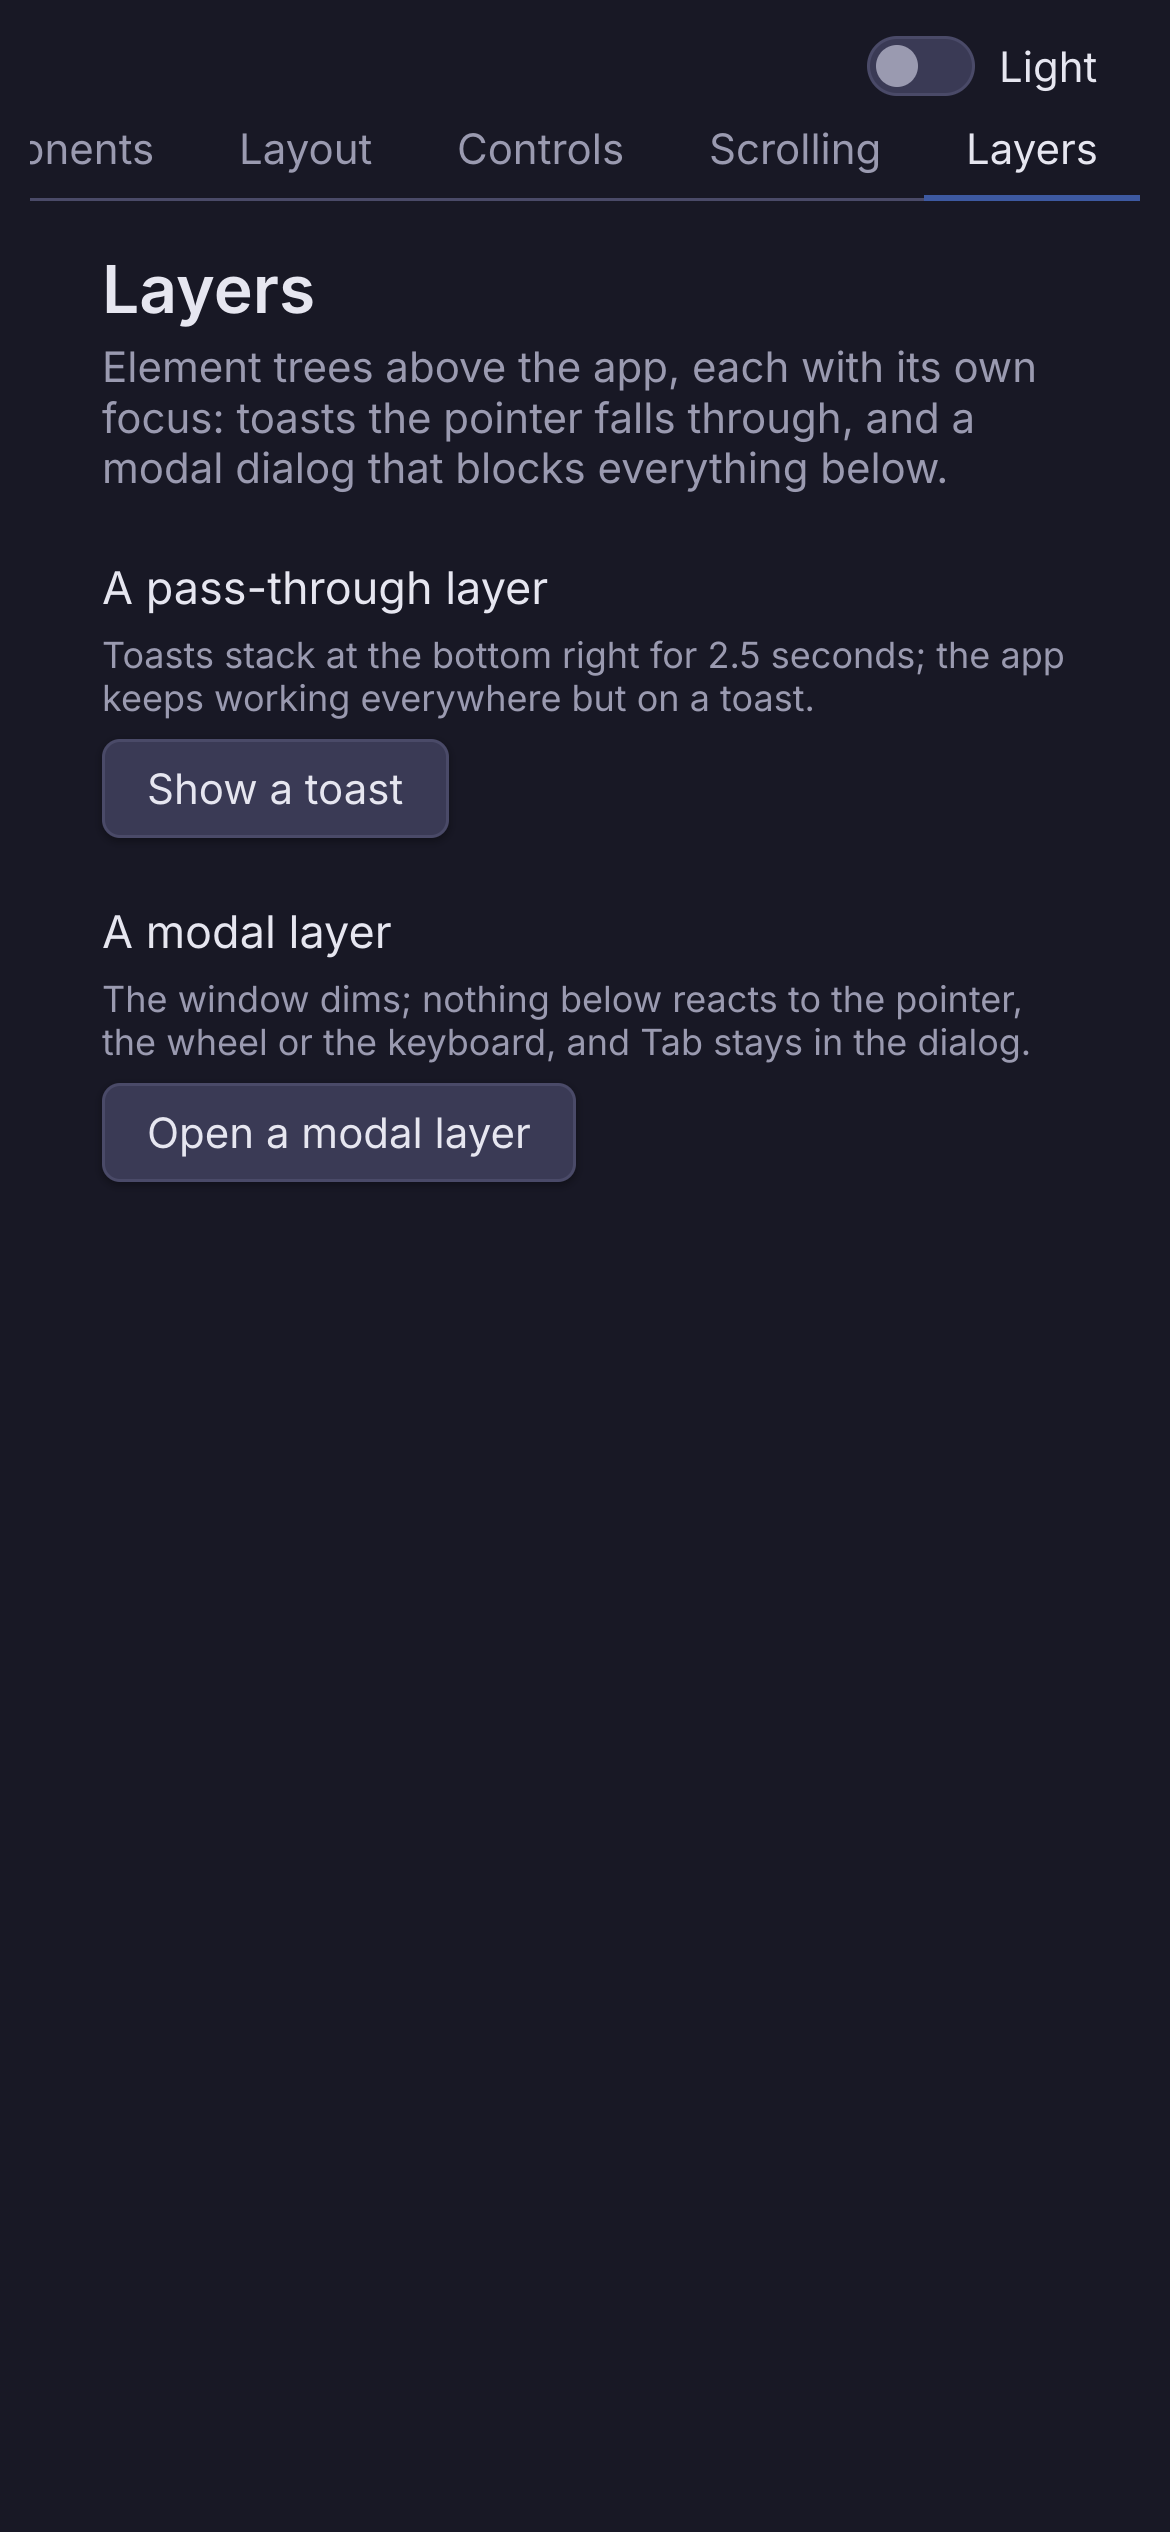 Light
onents Layout Controls Scrolling Layers
Layers
Element trees above the app, each with its own
focus: toasts the pointer falls through, and a
modal dialog that blocks everything below.
A pass-through layer
Toasts stack at the bottom right for 2.5 seconds; the app
keeps working everywhere but on a toast.
Show a toast
A modal layer
The window dims; nothing below reacts to the pointer,
the wheel or the keyboard, and Tab stays in the dialog.
Open a modal layer